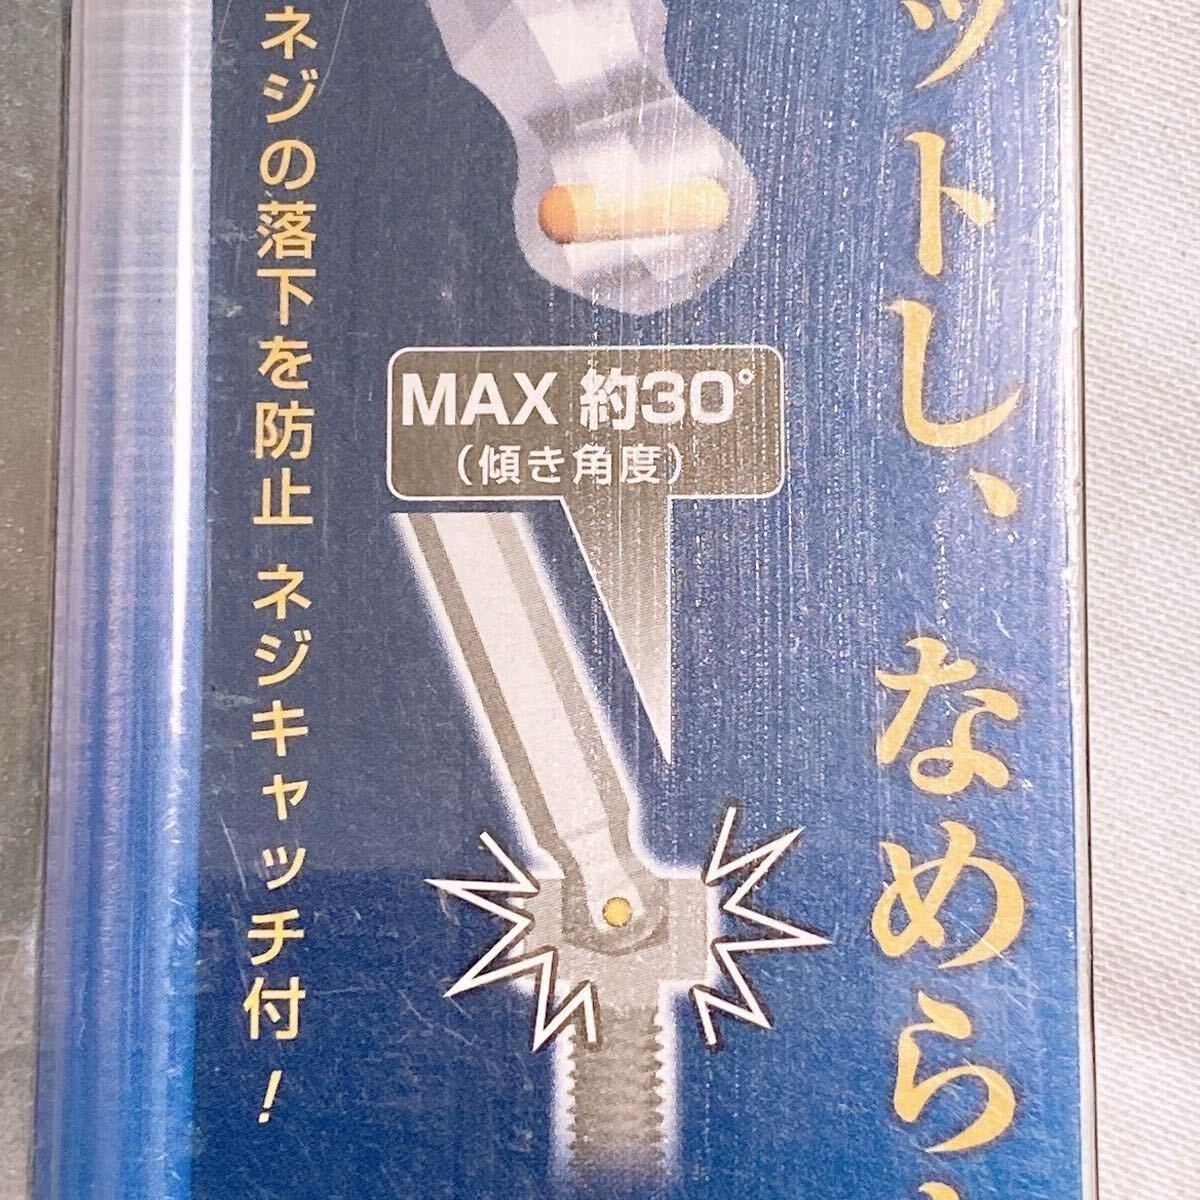 ットし、なめら
MAX 約30°
(傾き角度)
ネジの落下を防止 ネジキャッチ付!